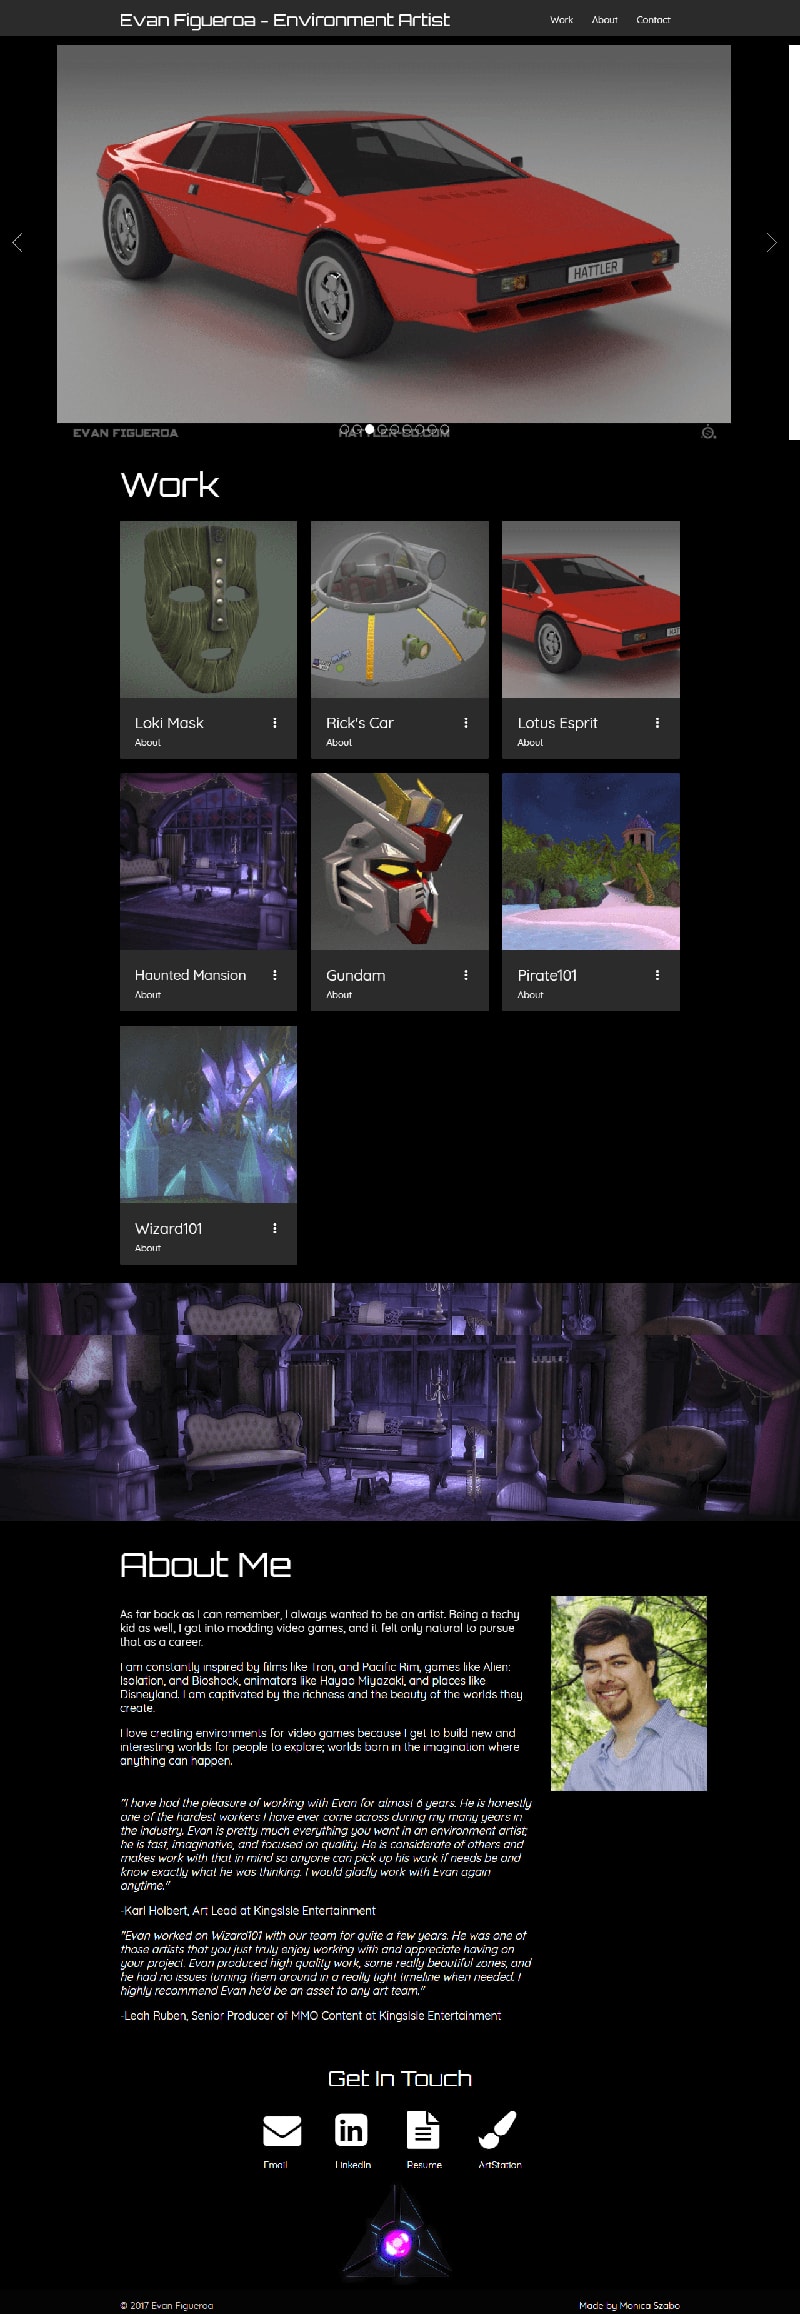 Evan Figueroa - Environment Artist
Work About Contact
HATTLER
EVAN FIGUEROA
HATTLER-CO.COM
Work
Loki Mask
About
Rick's Car
About
Lotus Esprit
About
Haunted Mansion
About
Gundam
About
Pirate101
About
Wizard101
About
About Me
As far back as I can remember, I always wanted to be an artist. Being a techy
kid as well, I got into modding video games, and it felt only natural to pursue
that as a career.
I am constantly inspired by films like Tron, and Pacific Rim, games like Alien:
Isolation, and Bioshock, animators like Hayao Miyazaki, and places like
Disneyland. I am captivated by the richness and the beauty of the worlds they
create.
I love creating environments for video games because I get to build new and
interesting worlds for people to explore; worlds born in the imagination where
anything can happen.
"I have had the pleasure of working with Evan for almost 6 years. He is honestly
one of the hardest workers I have ever come across during my many years in
the industry. Evan is pretty much everything you want in an environment artist;
he is fast, imaginative, and focused on quality. He is considerate of others and
makes work with that in mind so anyone can pick up his work if needs be and
know exactly what he was thinking. I would gladly work with Evan again
anytime."
-Karl Holbert, Art Lead at KingsIsle Entertainment
"Evan worked on Wizard101 with our team for quite a few years. He was one of
those artists that you just truly enjoy working with and appreciate having on
your project. Evan produced high quality work, some really beautiful zones, and
he had no issues turning them around in a really tight timeline when needed. I
highly recommend Evan he'd be an asset to any art team."
-Leah Ruben, Senior Producer of MMO Content at KingsIsle Entertainment
Get In Touch
Email LinkedIn Resume ArtStation
© 2017 Evan Figueroa
Made by Monica Szabo